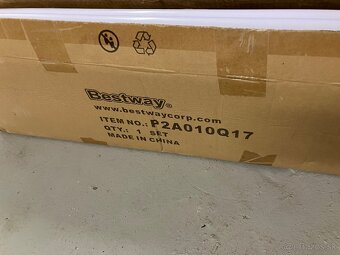 Bestway®
www.bestwaycorp.com
ITEM NO.: P2A010Q17
QTY.: 1 SET
MADE IN CHINA